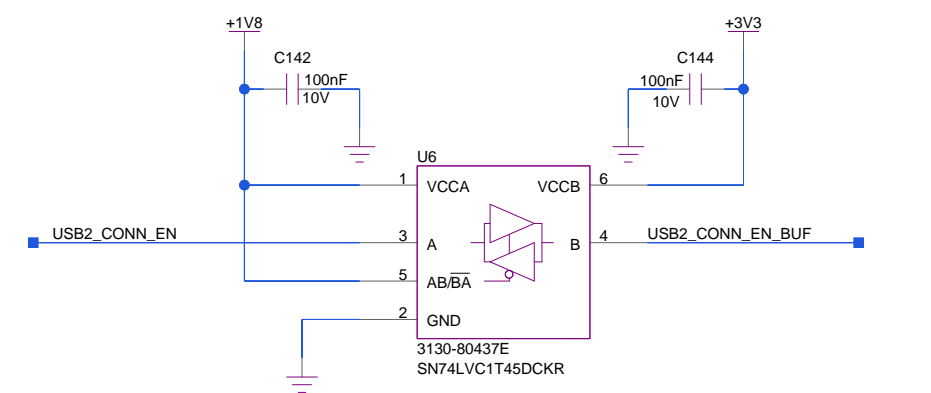 +1V8
+3V3
C142
C144
100nF
10V
100nF
10V
U6
1
VCCA
VCCB
6
USB2_CONN_EN
3
A
B
4
USB2_CONN_EN_BUF
5
AB/BA
2
GND
3130-80437E
SN74LVC1T45DCKR